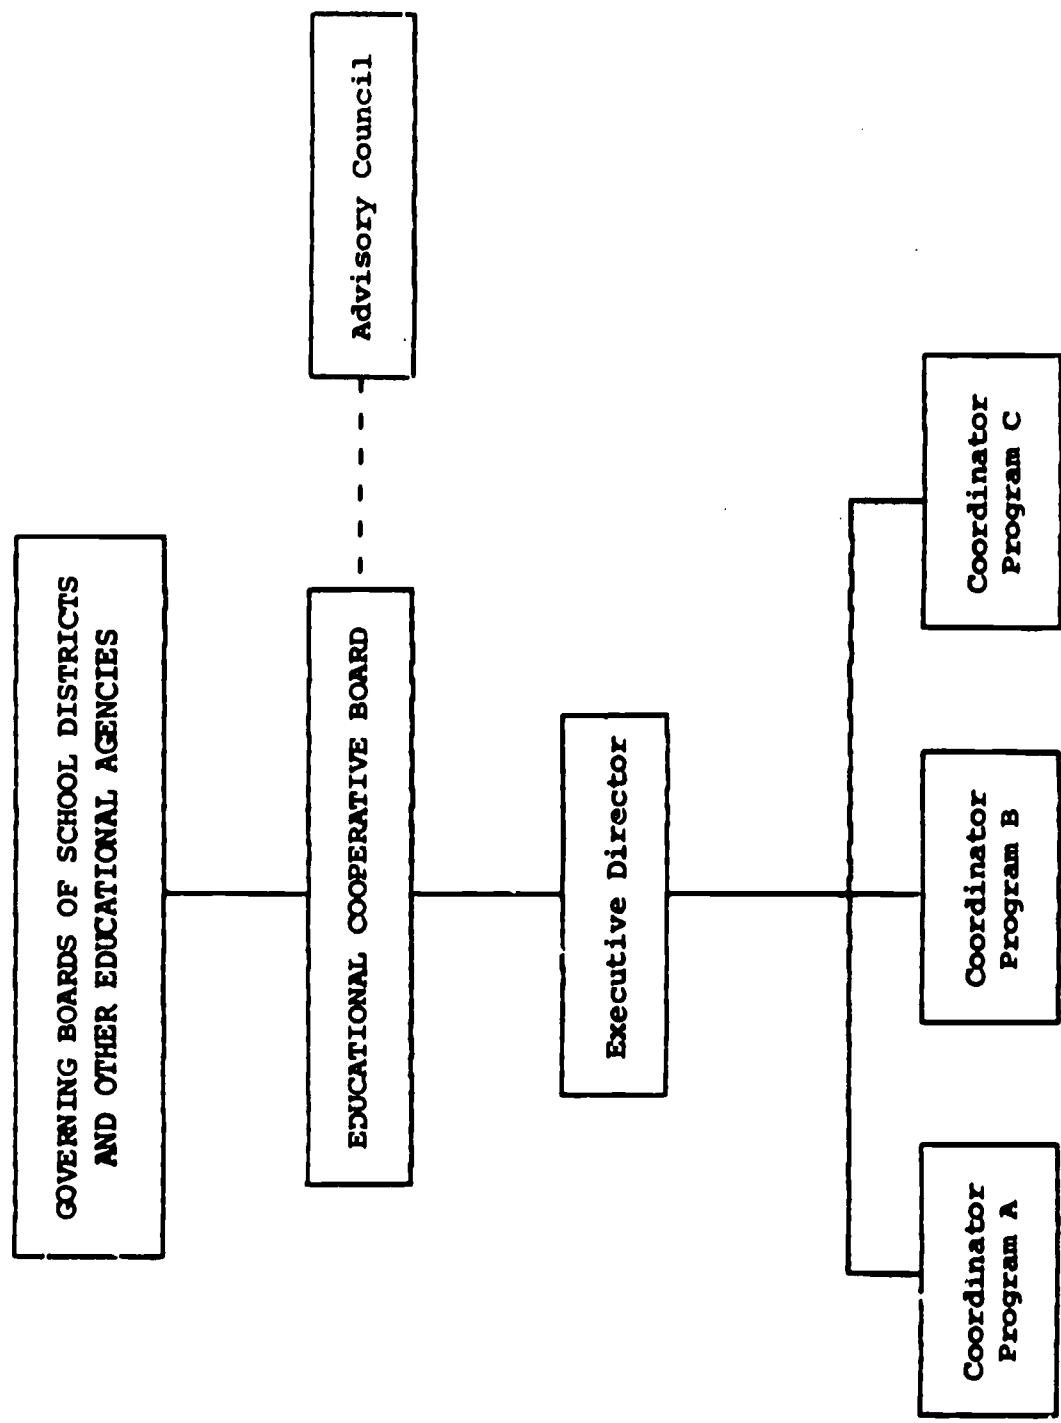 GOVERNING BOARDS OF SCHOOL DISTRICTS
AND OTHER EDUCATIONAL AGENCIES
EDUCATIONAL COOPERATIVE BOARD
Advisory Council
Executive Director
Coordinator
Program A
Coordinator
Program B
Coordinator
Program C